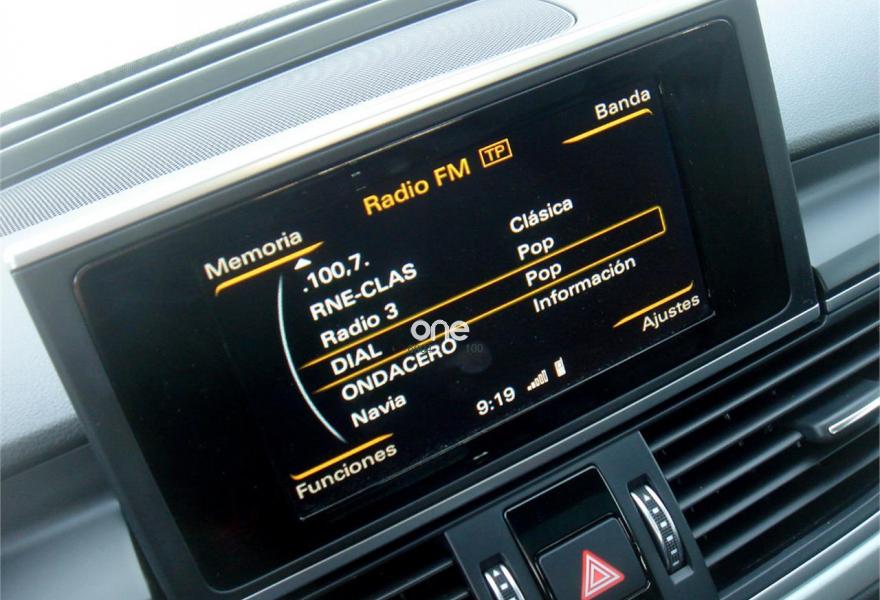 Banda
Radio FM TP
Memoria
.100,7.
RNE-CLAS Clásica
Radio 3 Pop
DIAL Pop
ONDACERO Información
Navia
Ajustes
9:19
Funciones
one
100